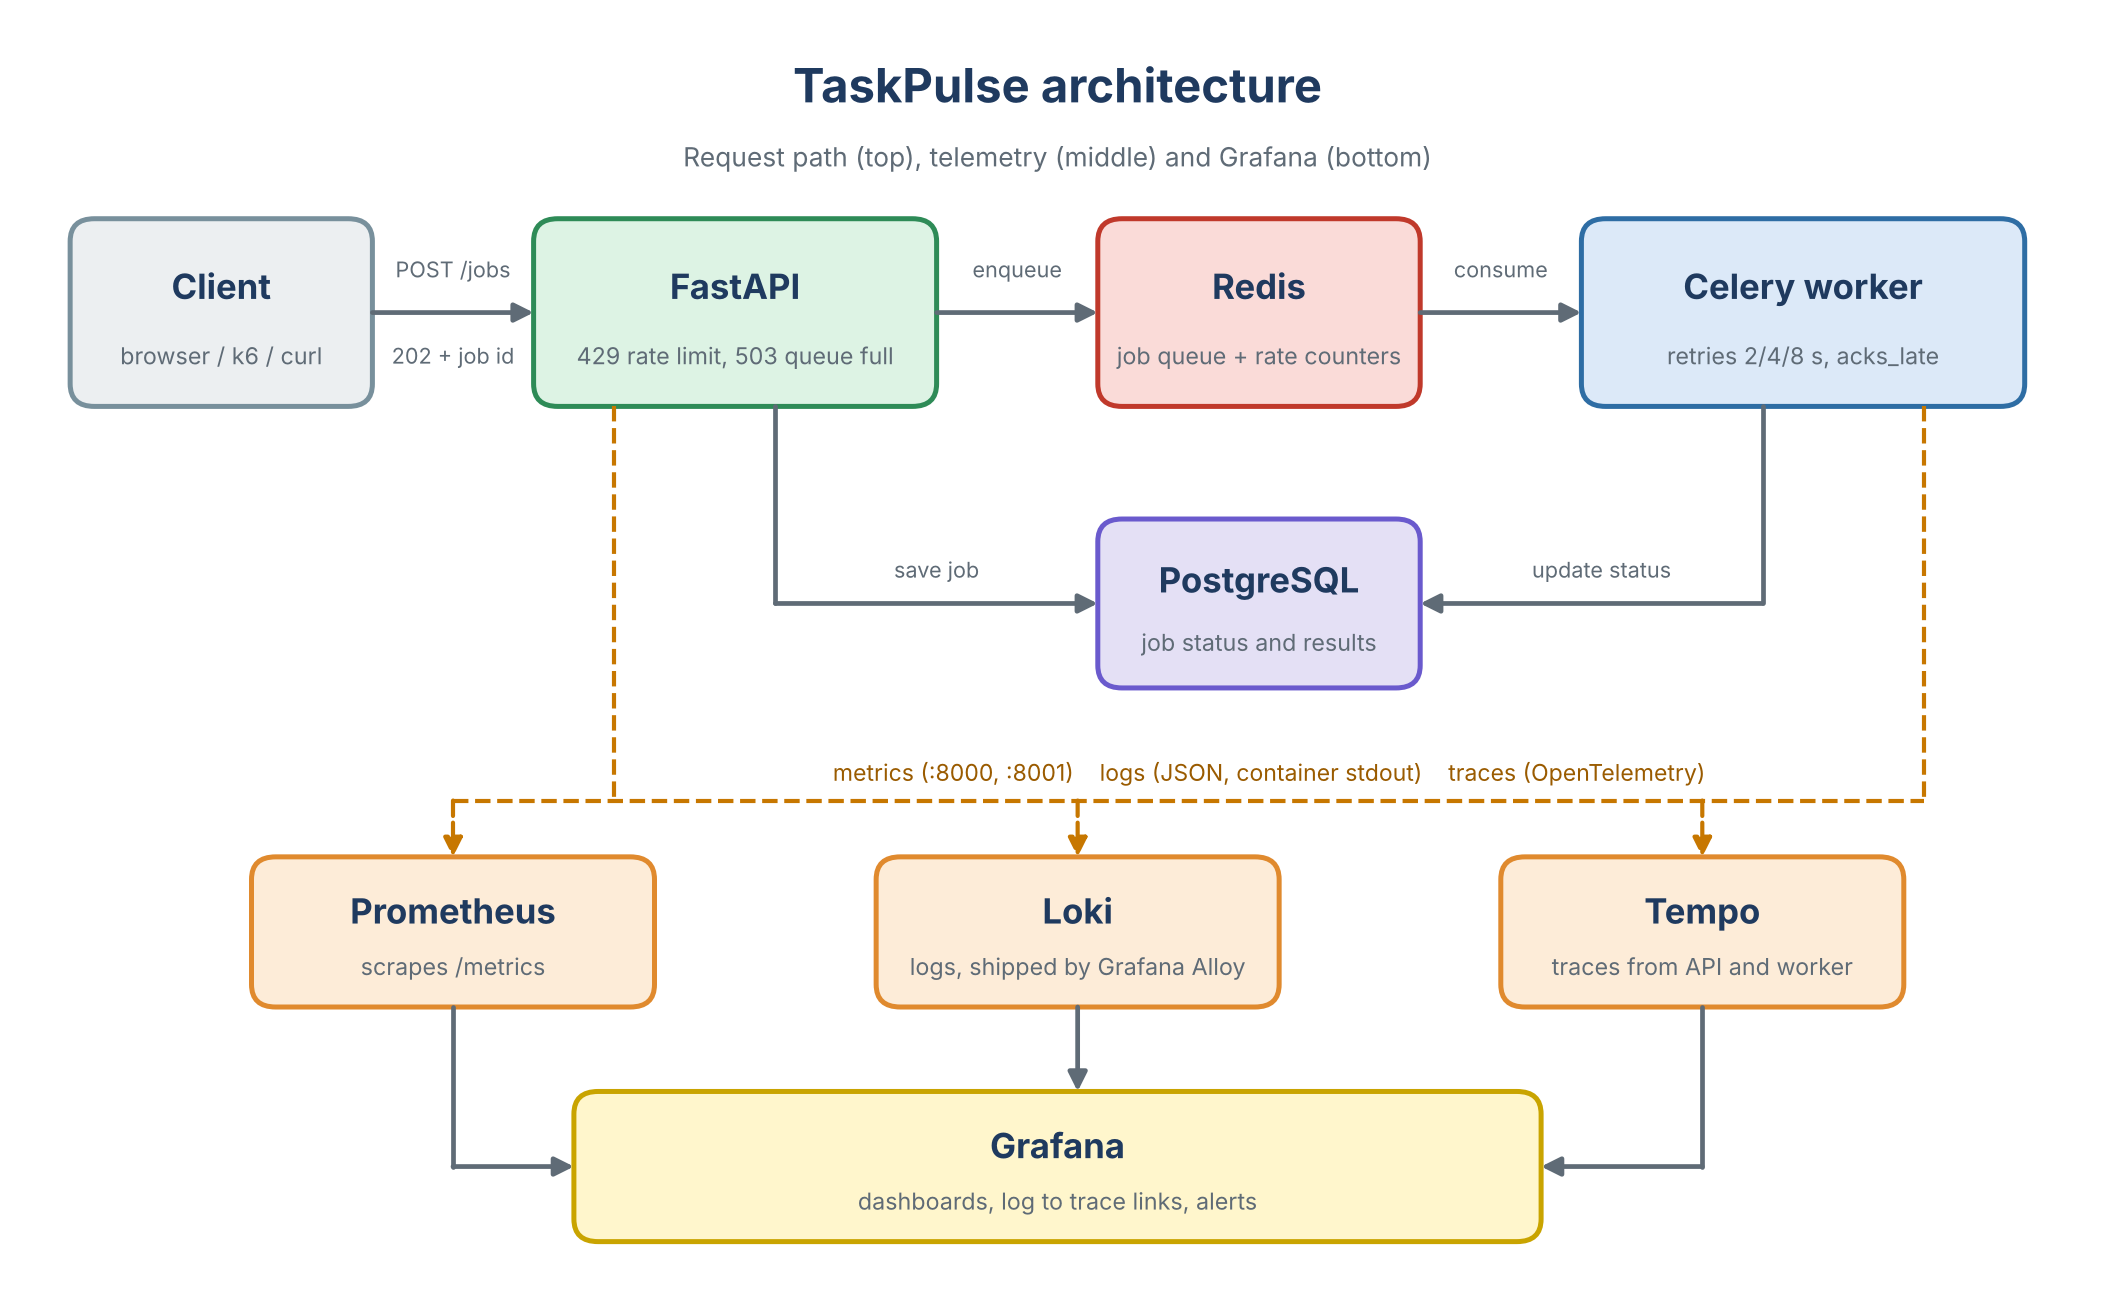 TaskPulse architecture
Request path (top), telemetry (middle) and Grafana (bottom)
Client
browser / k6 / curl
POST /jobs
202 + job id
FastAPI
429 rate limit, 503 queue full
enqueue
Redis
job queue + rate counters
consume
Celery worker
retries 2/4/8 s, acks_late
save job
PostgreSQL
job status and results
update status
metrics (:8000, :8001)
logs (JSON, container stdout)
traces (OpenTelemetry)
Prometheus
scrapes /metrics
Loki
logs, shipped by Grafana Alloy
Tempo
traces from API and worker
Grafana
dashboards, log to trace links, alerts